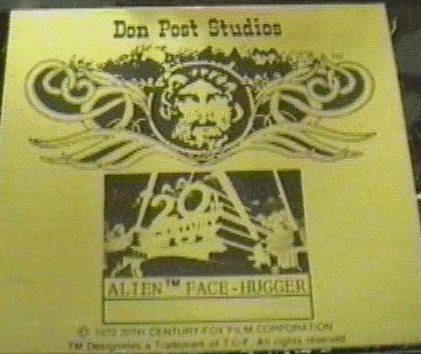 Don Post Studios
TM
20
ALIEN™ FACE-HUGGER
© 1979 20TH CENTURY-FOX FILM CORPORATION
TM Designates a Trademark of T.C.F. All rights reserved